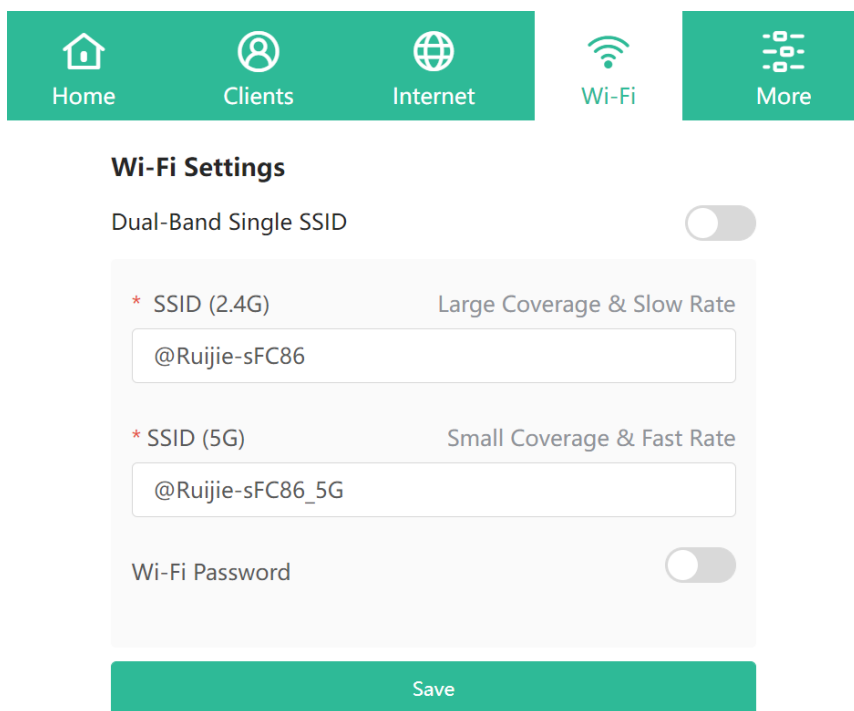 Home Clients Internet Wi-Fi More
Wi-Fi Settings
Dual-Band Single SSID
* SSID (2.4G) Large Coverage & Slow Rate
@Ruijie-sFC86
* SSID (5G) Small Coverage & Fast Rate
@Ruijie-sFC86_5G
Wi-Fi Password
Save